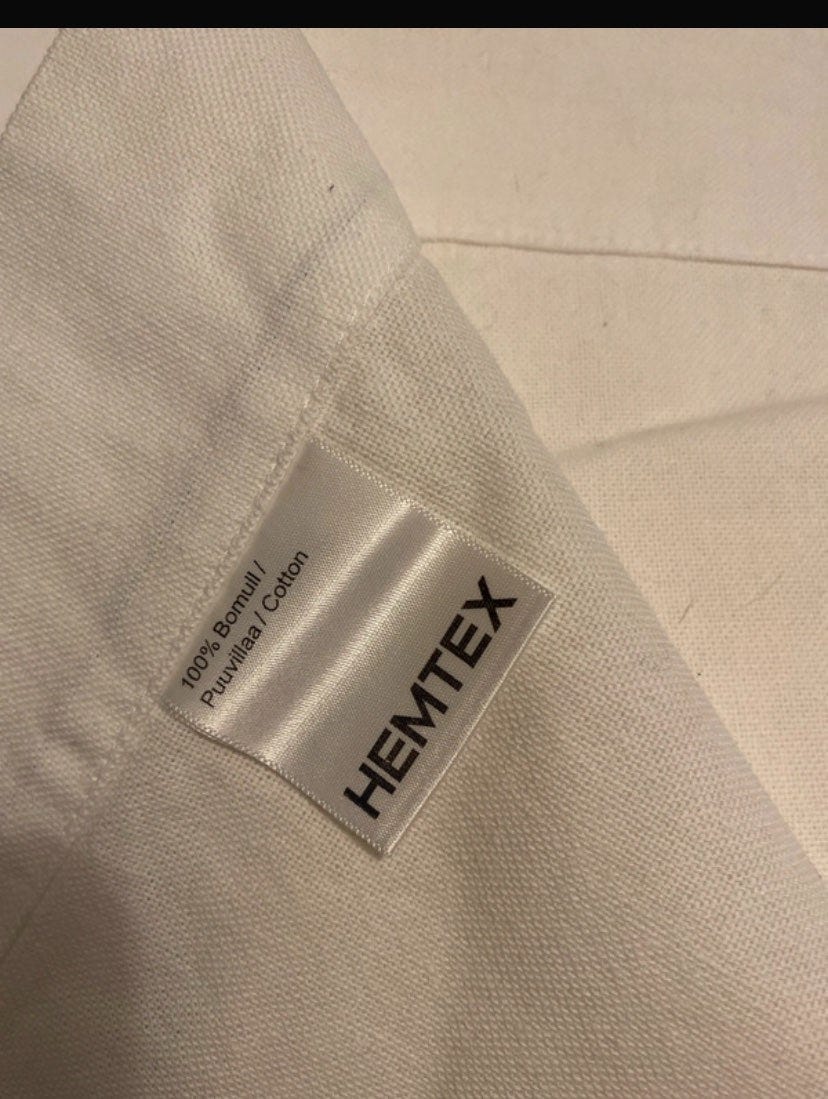 100% Bomull /
Puuvillaa / Cotton
HEMTEX